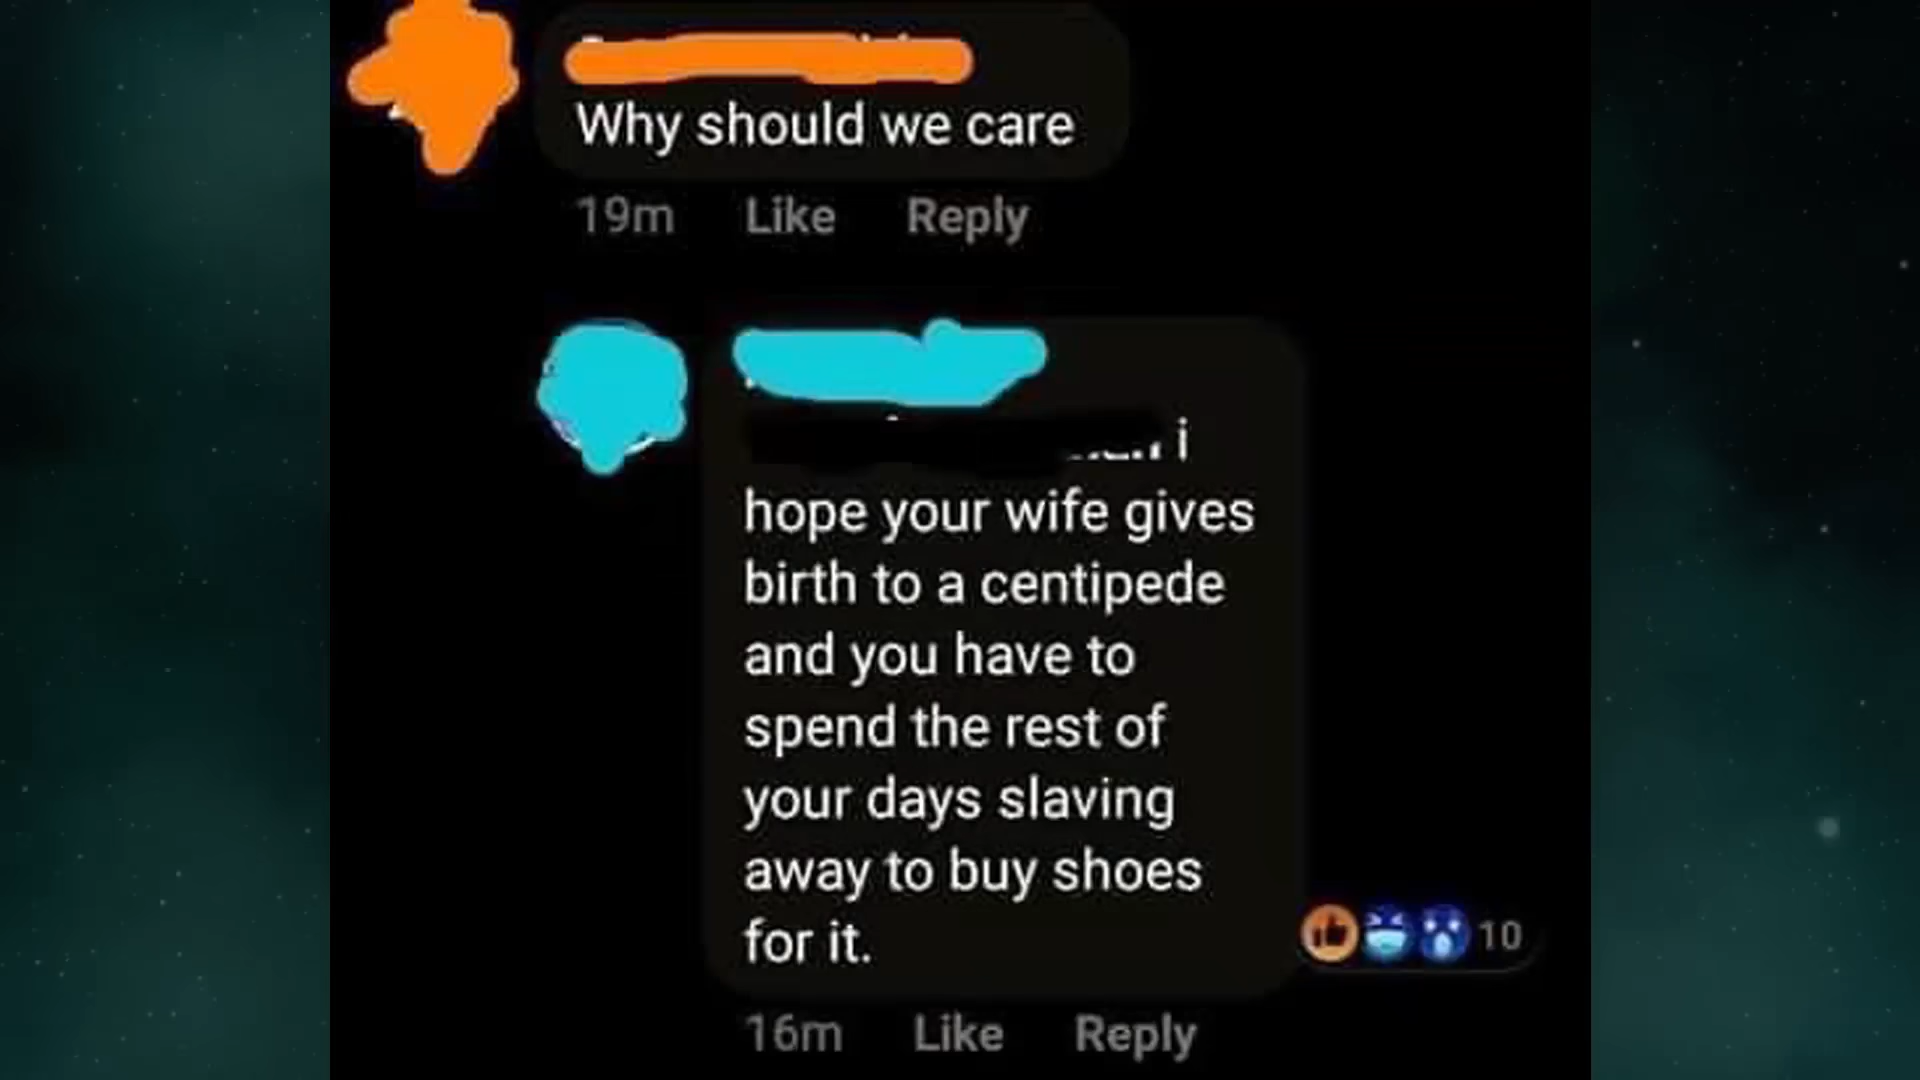 Why should we care
19m Like Reply
i
hope your wife gives
birth to a centipede
and you have to
spend the rest of
your days slaving
away to buy shoes
for it.
10
16m Like Reply